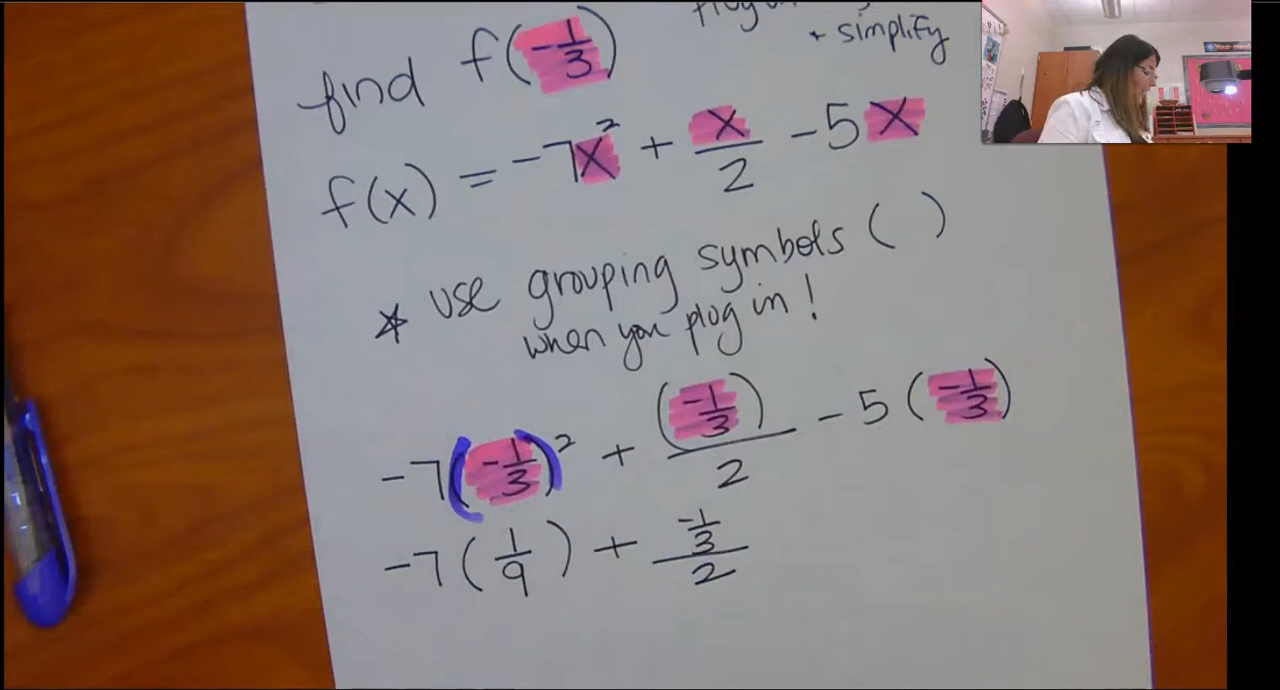 find f(-1/3)
+ simplify
f(x) = -7x² + x/2 - 5x
* use grouping symbols ( )
when you plug in !
-7(-1/3)² + (-1/3)/2 - 5(-1/3)
-7(1/9) + -1/3/2